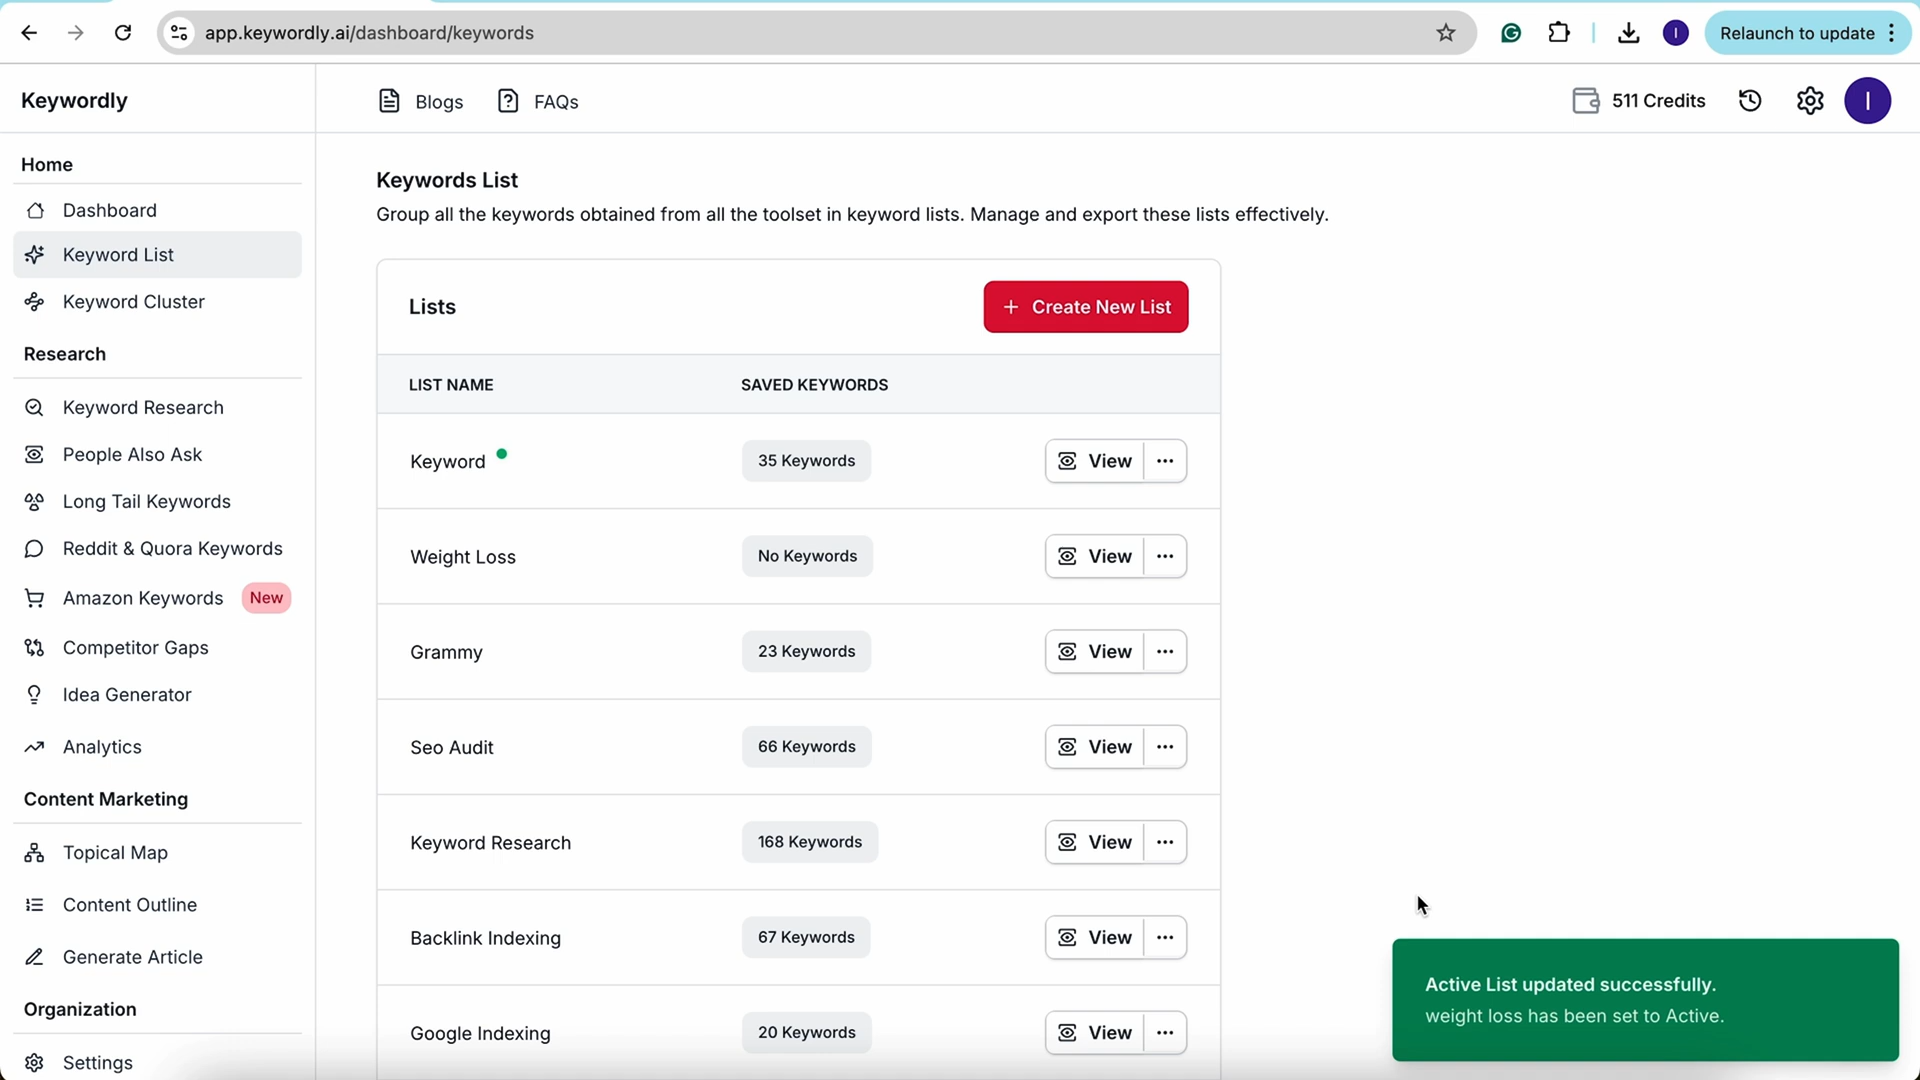 app.keywordly.ai/dashboard/keywords
I
Relaunch to update
Keywordly
Blogs
FAQs
511 Credits
I
Home
Dashboard
Keyword List
Keyword Cluster
Research
Keyword Research
People Also Ask
Long Tail Keywords
Reddit & Quora Keywords
Amazon Keywords New
Competitor Gaps
Idea Generator
Analytics
Content Marketing
Topical Map
Content Outline
Generate Article
Organization
Settings
Keywords List
Group all the keywords obtained from all the toolset in keyword lists. Manage and export these lists effectively.
Lists
+ Create New List
LIST NAME SAVED KEYWORDS
Keyword 35 Keywords View ...
Weight Loss No Keywords View ...
Grammy 23 Keywords View ...
Seo Audit 66 Keywords View ...
Keyword Research 168 Keywords View ...
Backlink Indexing 67 Keywords View ...
Google Indexing 20 Keywords View ...
Active List updated successfully.
weight loss has been set to Active.